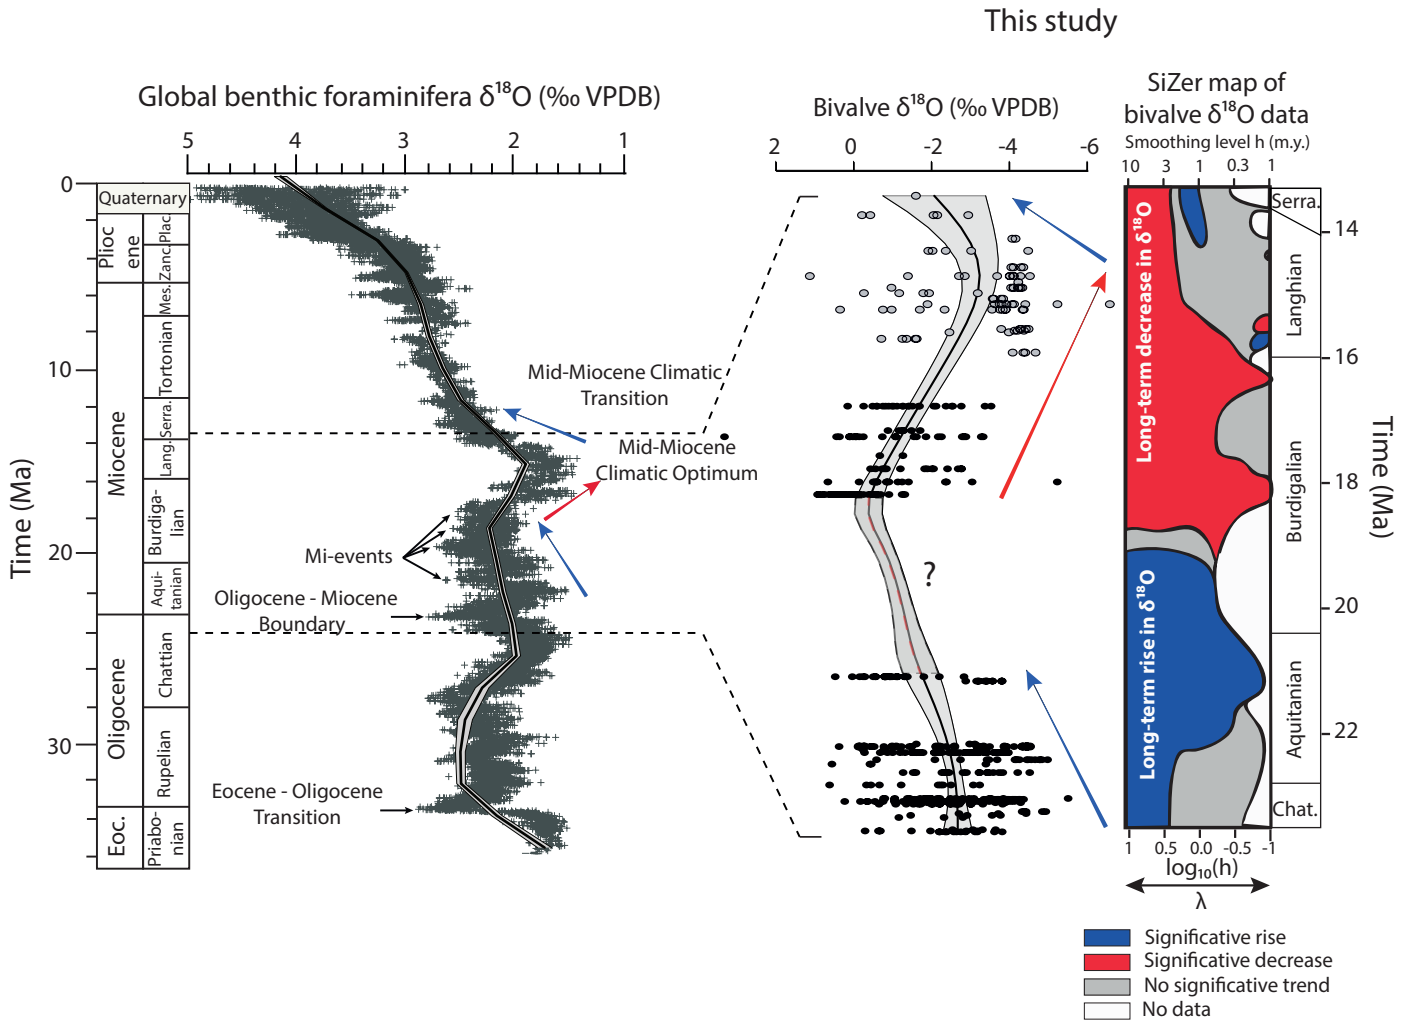 This study
Global benthic foraminifera δ¹⁸O (‰ VPDB)
5 4 3 2 1
Time (Ma)
0
10
20
30
Quaternary
Plioc
ene
Plac.
Zanc.
Miocene
Mes.
Tortonian
Serra.
Lang.
Burdiga-
lian
Aqui-
tanian
Oligocene
Chattian
Rupelian
Eoc.
Priabo-
nian
Mid-Miocene Climatic
Transition
Mid-Miocene
Climatic Optimum
Mi-events
Oligocene - Miocene
Boundary
Eocene - Oligocene
Transition
Bivalve δ¹⁸O (‰ VPDB)
2 0 -2 -4 -6
?
SiZer map of
bivalve δ¹⁸O data
Smoothing level h (m.y.)
10 3 1 0.3 1
Long-term decrease in δ¹⁸O
Long-term rise in δ¹⁸O
Serra.
Langhian
Burdigalian
Aquitanian
Chat.
14
16
18
20
22
Time (Ma)
1 0.5 0.0 -0.5 -1
log₁₀(h)
λ
Significative rise
Significative decrease
No significative trend
No data